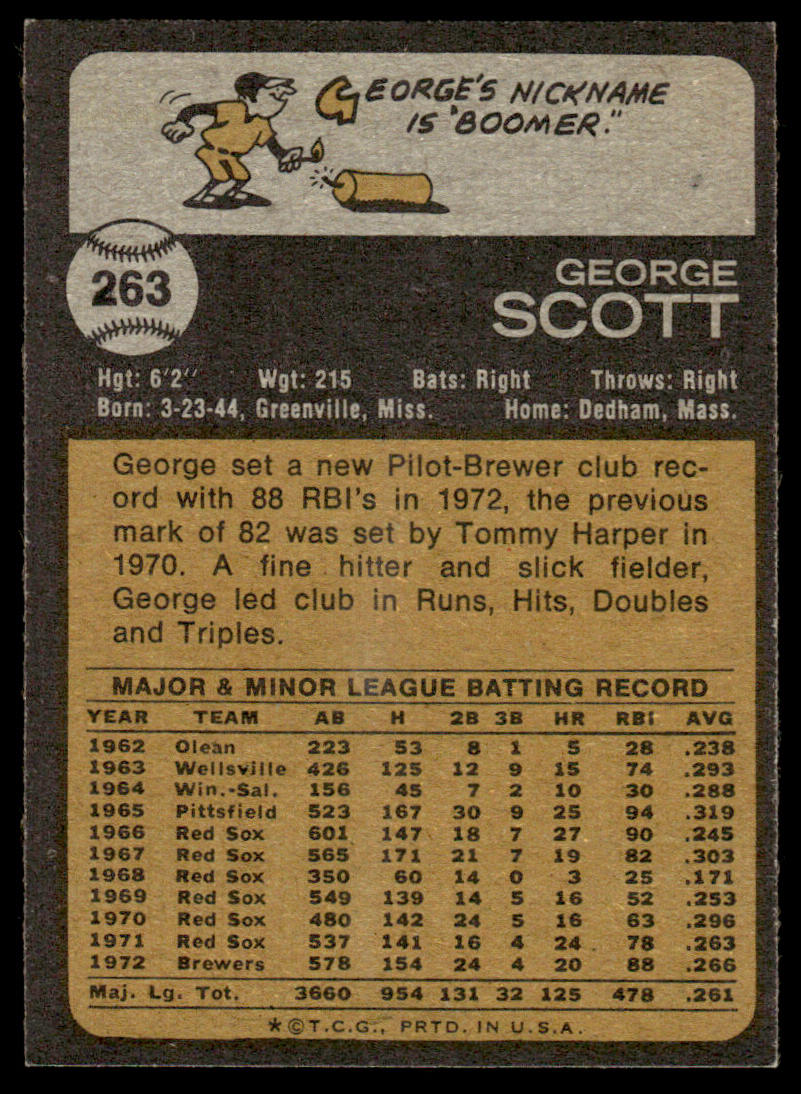 GEORGE'S NICKNAME
IS "BOOMER."
263
GEORGE
SCOTT
Hgt: 6'2" Wgt: 215 Bats: Right Throws: Right
Born: 3-23-44, Greenville, Miss. Home: Dedham, Mass.
George set a new Pilot-Brewer club rec-
ord with 88 RBI's in 1972, the previous
mark of 82 was set by Tommy Harper in
1970. A fine hitter and slick fielder,
George led club in Runs, Hits, Doubles
and Triples.
MAJOR & MINOR LEAGUE BATTING RECORD
YEAR TEAM AB H 2B 3B HR RBI AVG
1962 Olean 223 53 8 1 5 28 .238
1963 Wellsville 426 125 12 9 15 74 .293
1964 Win.-Sal. 156 45 7 2 10 30 .288
1965 Pittsfield 523 167 30 9 25 94 .319
1966 Red Sox 601 147 18 7 27 90 .245
1967 Red Sox 565 171 21 7 19 82 .303
1968 Red Sox 350 60 14 0 3 25 .171
1969 Red Sox 549 139 14 5 16 52 .253
1970 Red Sox 480 142 24 5 16 63 .296
1971 Red Sox 537 141 16 4 24 78 .263
1972 Brewers 578 154 24 4 20 88 .266
Maj. Lg. Tot. 3660 954 131 32 125 478 .261
*©T.C.G., PRTD. IN U.S.A.